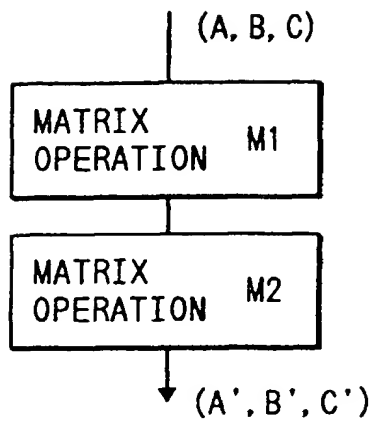 (A, B, C)
MATRIX
OPERATION M1
MATRIX
OPERATION M2
(A', B', C')